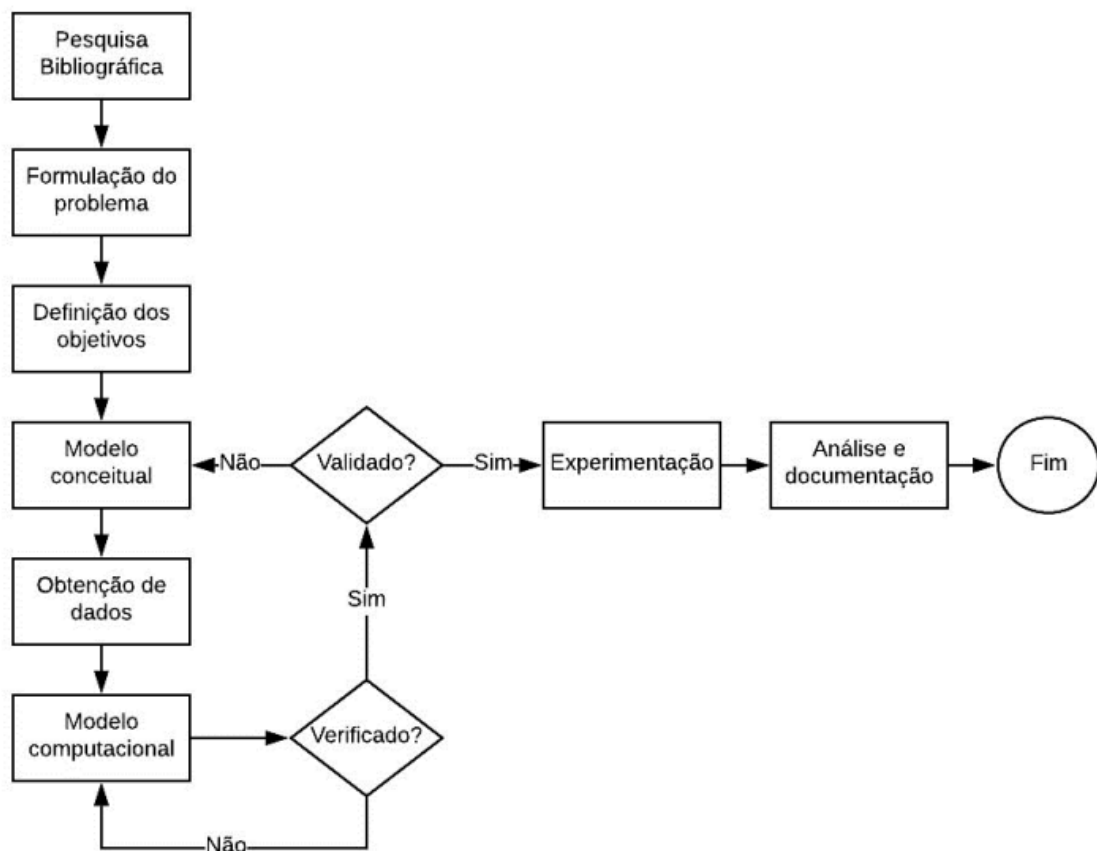 Pesquisa
Bibliográfica
Formulação do
problema
Definição dos
objetivos
Modelo
conceitual
Não
Validado?
Sim
Experimentação
Análise e
documentação
Fim
Obtenção de
dados
Sim
Modelo
computacional
Verificado?
Não